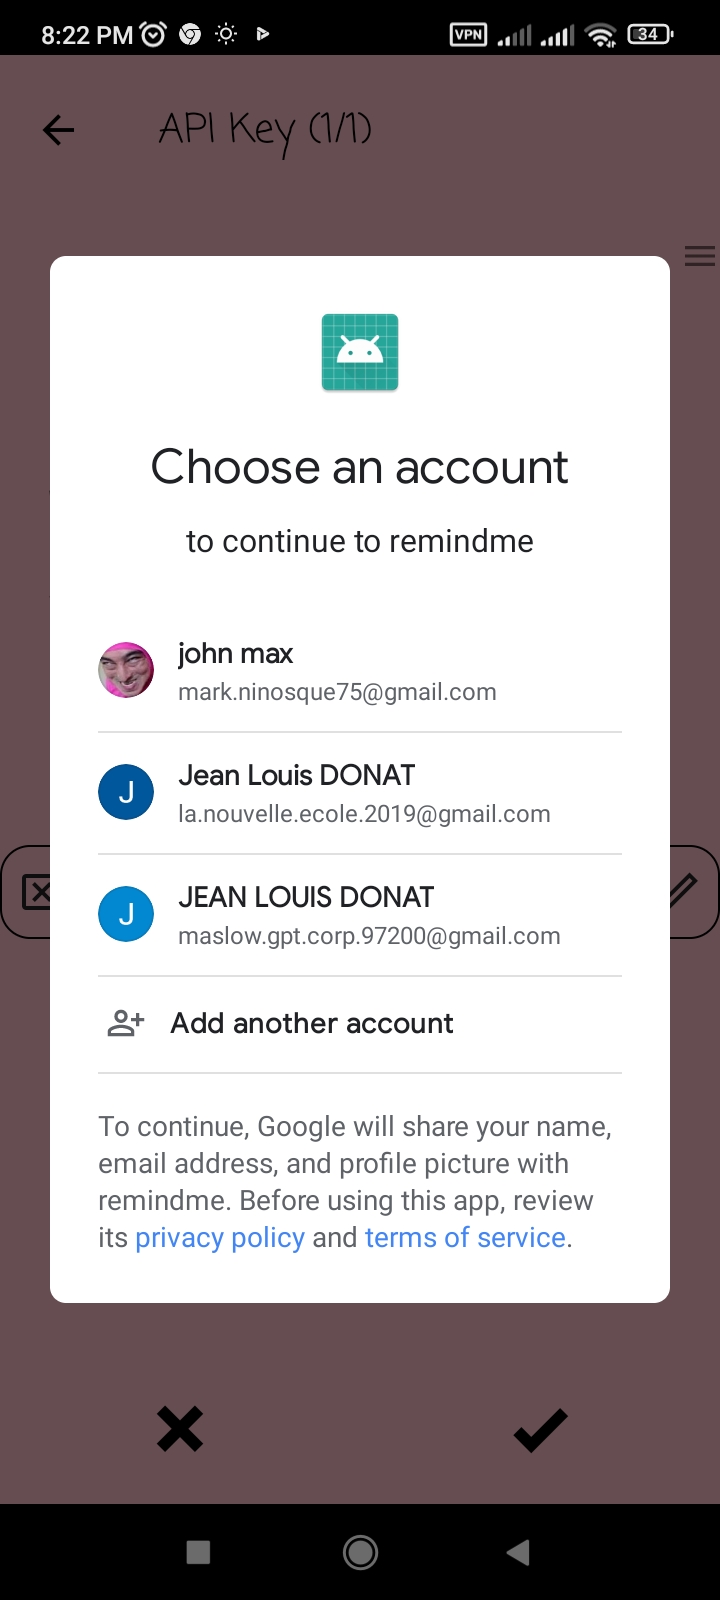 8:22 PM VPN 34
API Key (1/1)
Choose an account
to continue to remindme
john max
mark.ninosque75@gmail.com
J
Jean Louis DONAT
la.nouvelle.ecole.2019@gmail.com
J
JEAN LOUIS DONAT
maslow.gpt.corp.97200@gmail.com
Add another account
To continue, Google will share your name,
email address, and profile picture with
remindme. Before using this app, review
its privacy policy and terms of service.